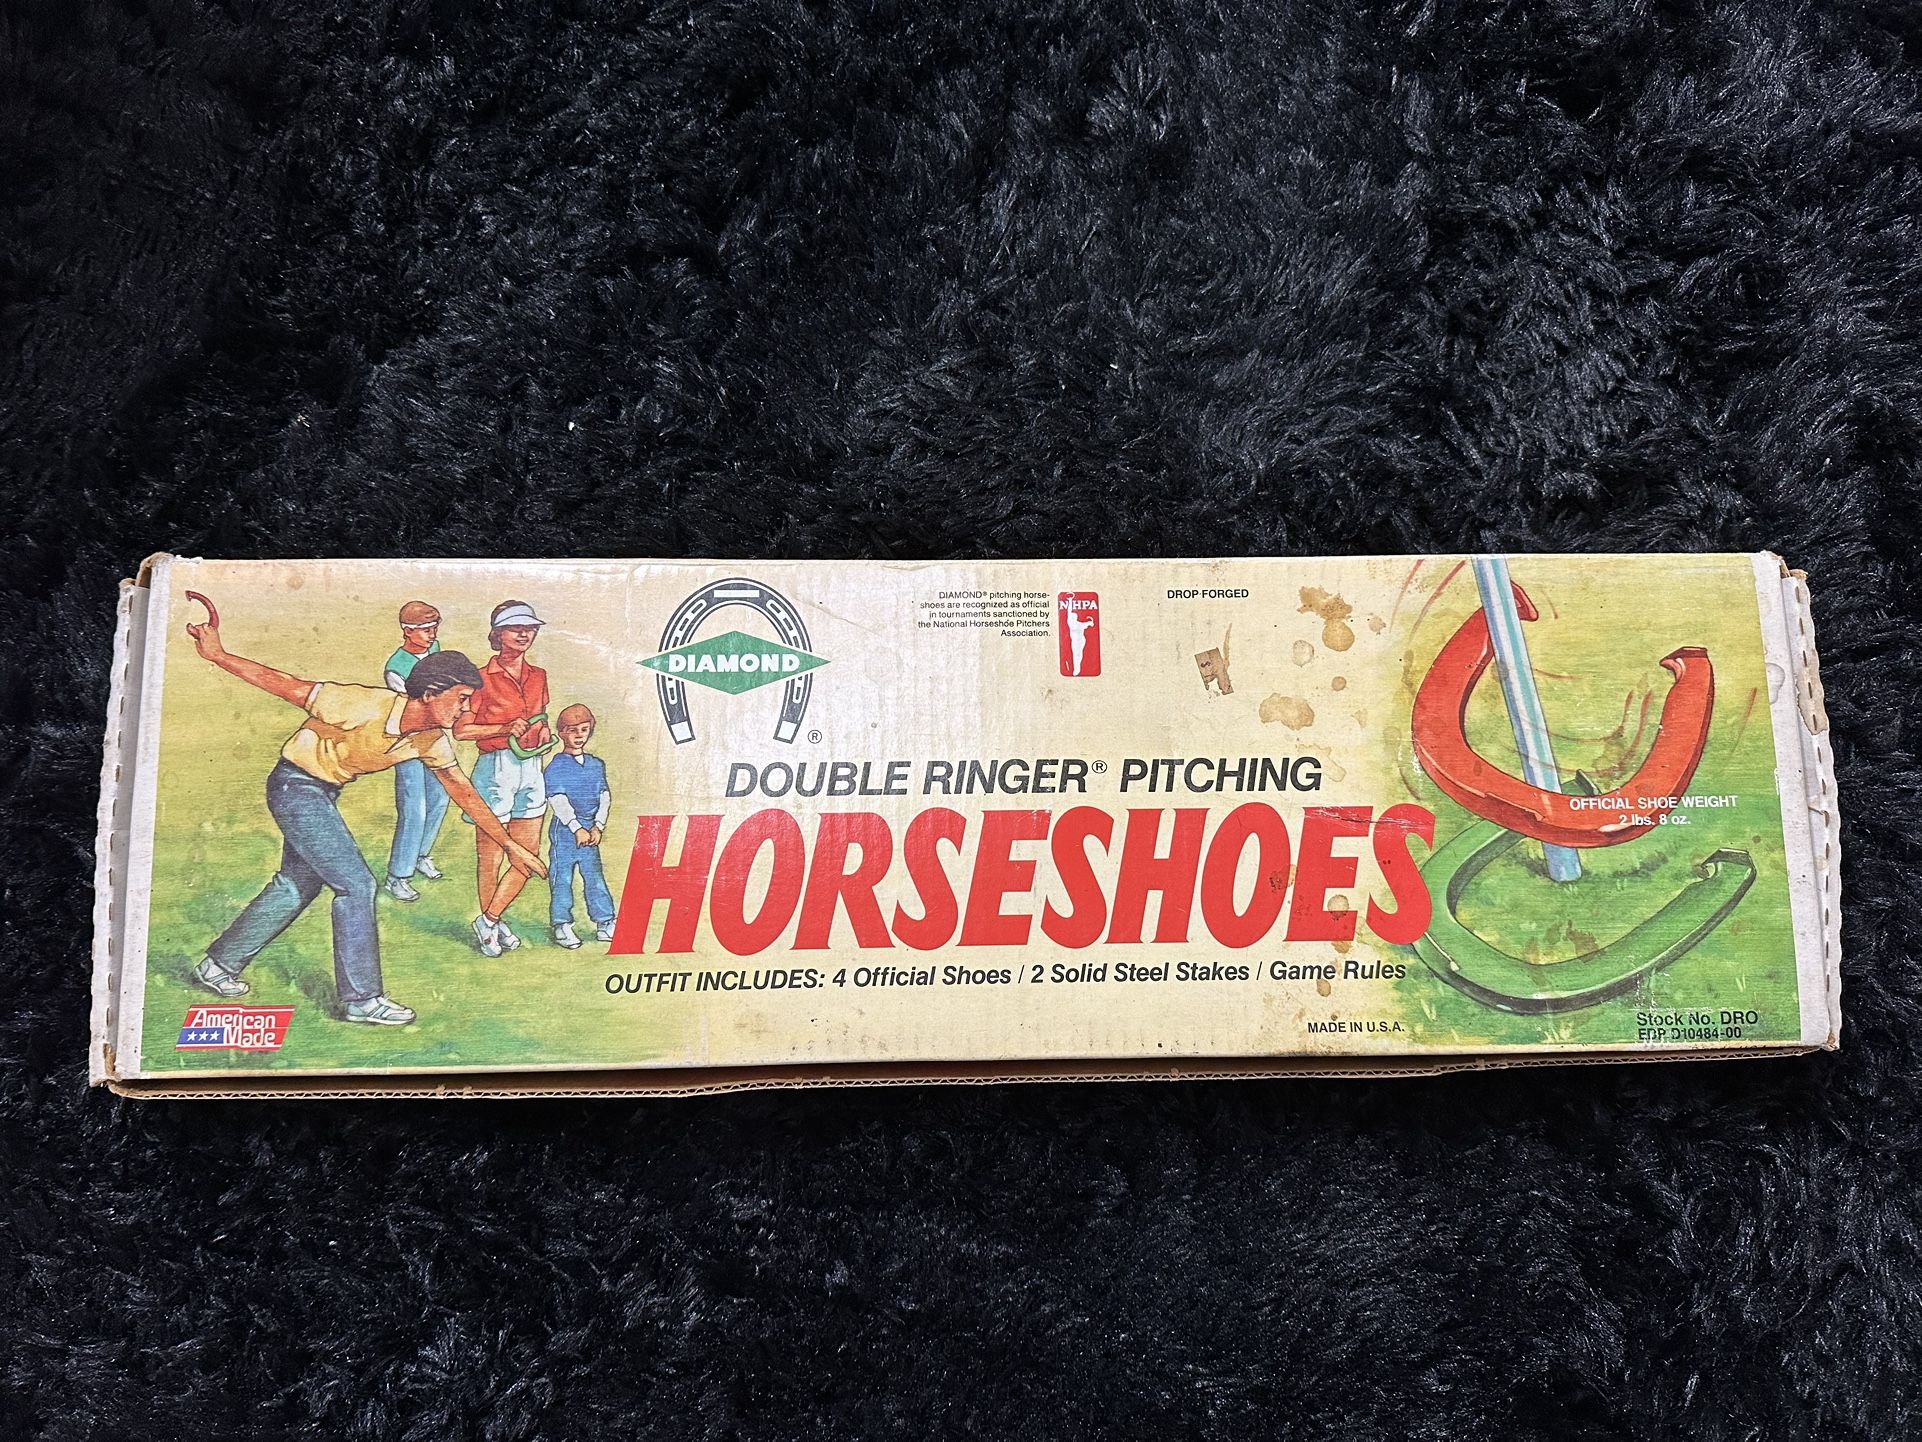 DIAMOND
®
DIAMOND® pitching horse-
shoes are recognized as official
in tournaments sanctioned by
the National Horseshoe Pitchers
Association.
NHPA
DROP FORGED
DOUBLE RINGER® PITCHING
HORSESHOES
OUTFIT INCLUDES: 4 Official Shoes / 2 Solid Steel Stakes / Game Rules
OFFICIAL SHOE WEIGHT
2 lbs. 8 oz.
American
Made
MADE IN U.S.A.
Stock No. DRO
EDP D10484-00